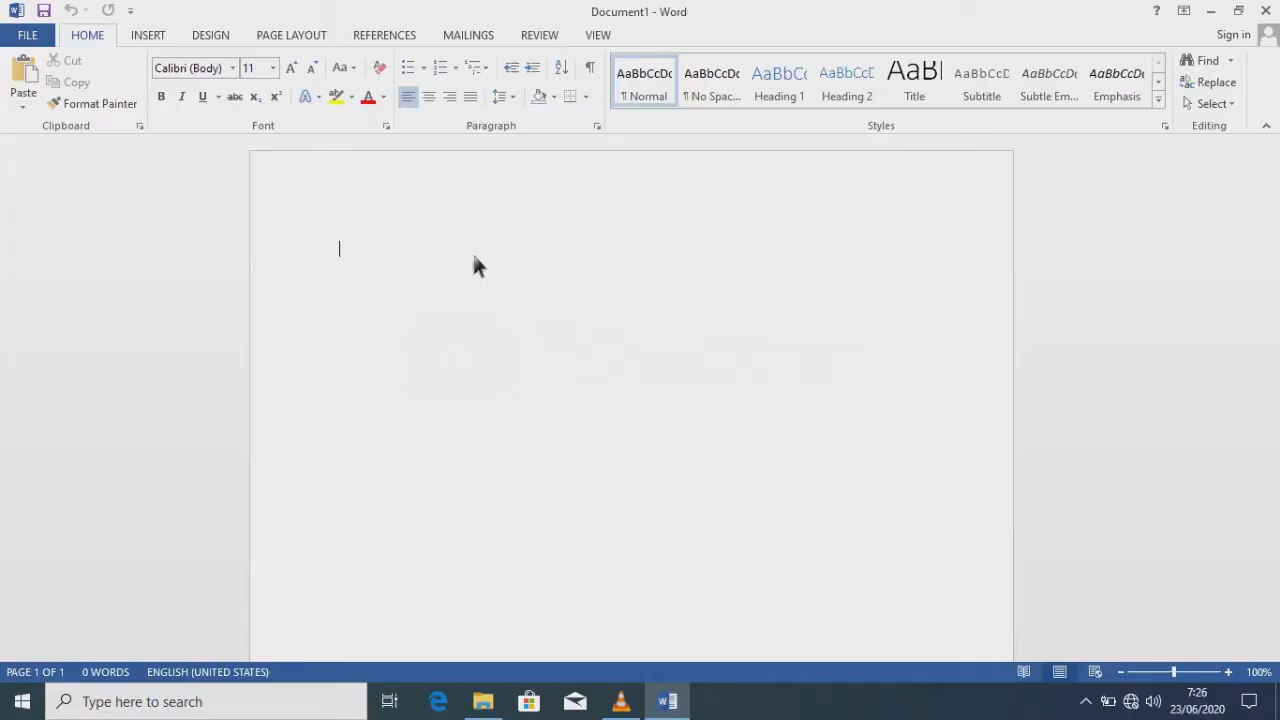 Document1 - Word
Sign in
FILE HOME INSERT DESIGN PAGE LAYOUT REFERENCES MAILINGS REVIEW VIEW
Paste
Cut
Copy
Format Painter
Clipboard
Calibri (Body) 11
Font
Paragraph
AaBbCcDc AaBbCcDc AaBbCc AaBbCcD AaB AaBbCcD AaBbCcDc AaBbCcDc
¶ Normal ¶ No Spac... Heading 1 Heading 2 Title Subtitle Subtle Em... Emphasis
Styles
Find
Replace
Select
Editing
PAGE 1 OF 1 0 WORDS ENGLISH (UNITED STATES) 100%
Type here to search
7:26
23/06/2020